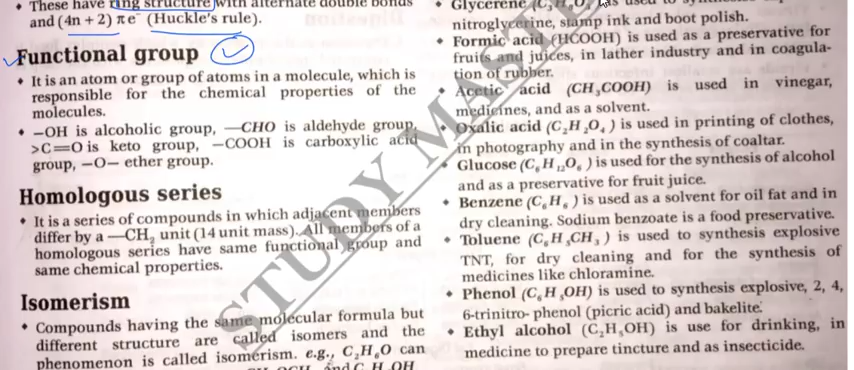 • These have ring structure with alternate double bonds
and (4n + 2) π e⁻ (Huckle's rule).
Functional group
• It is an atom or group of atoms in a molecule, which is
responsible for the chemical properties of the
molecules.
• —OH is alcoholic group, —CHO is aldehyde group,
>C=O is keto group, —COOH is carboxylic acid
group, —O— ether group.
Homologous series
• It is a series of compounds in which adjacent members
differ by a —CH₂ unit (14 unit mass). All members of a
homologous series have same functional group and
same chemical properties.
Isomerism
• Compounds having the same molecular formula but
different structure are called isomers and the
phenomenon is called isomerism. e.g., C₂H₆O can
and
• Glycerene used to
nitroglycerine, stamp ink and boot polish.
• Formic acid (HCOOH) is used as a preservative for
fruits and juices, in lather industry and in coagula-
tion of rubber.
• Acetic acid (CH₃COOH) is used in vinegar,
medicines, and as a solvent.
• Oxalic acid (C₂H₂O₄) is used in printing of clothes,
in photography and in the synthesis of coaltar.
• Glucose (C₆H₁₂O₆) is used for the synthesis of alcohol
and as a preservative for fruit juice.
• Benzene (C₆H₆) is used as a solvent for oil fat and in
dry cleaning. Sodium benzoate is a food preservative.
• Toluene (C₆H₅CH₃) is used to synthesis explosive
TNT, for dry cleaning and for the synthesis of
medicines like chloramine.
• Phenol (C₆H₅OH) is used to synthesis explosive, 2, 4,
6-trinitro- phenol (picric acid) and bakelite.
• Ethyl alcohol (C₂H₅OH) is use for drinking, in
medicine to prepare tincture and as insecticide.
STUDY MASTER